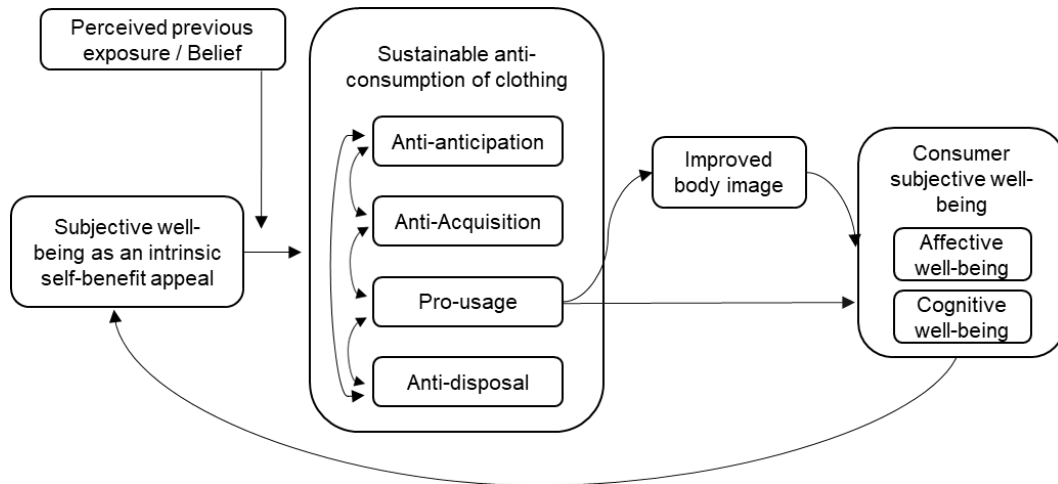 Perceived previous
exposure / Belief
Sustainable anti-
consumption of clothing
Anti-anticipation
Anti-Acquisition
Pro-usage
Anti-disposal
Subjective well-
being as an intrinsic
self-benefit appeal
Improved
body image
Consumer
subjective well-
being
Affective
well-being
Cognitive
well-being